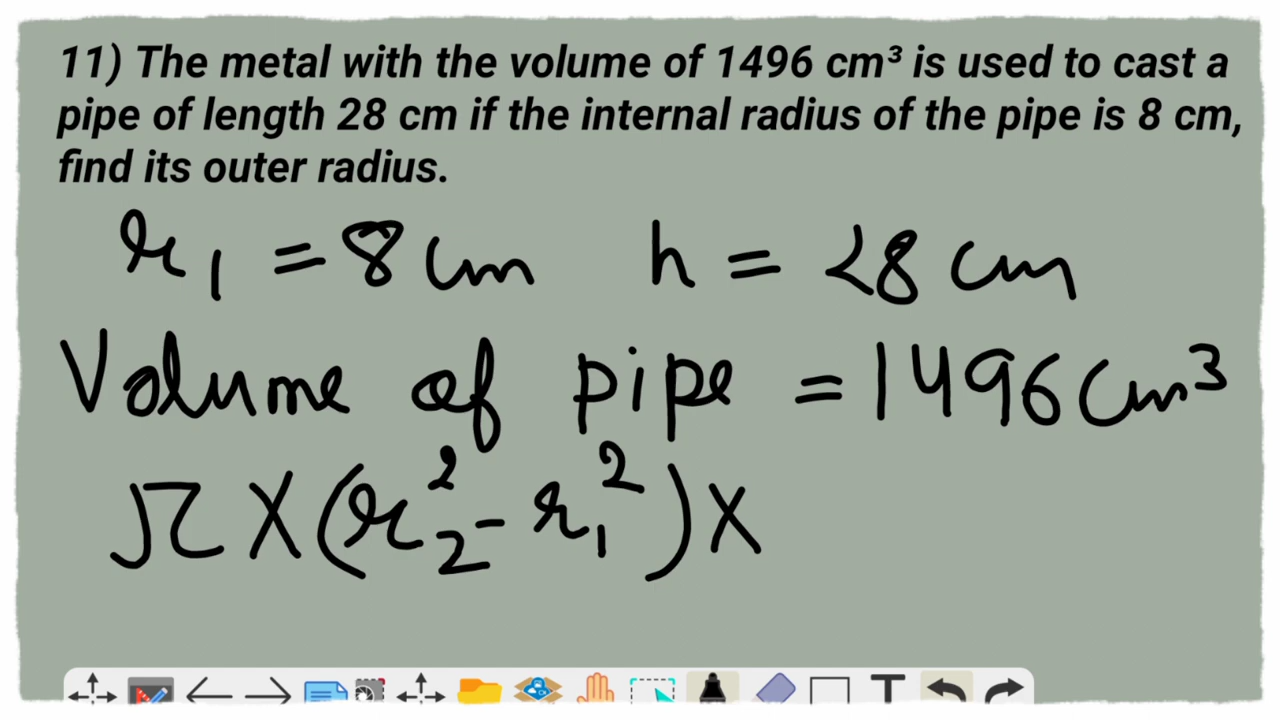 11) The metal with the volume of 1496 cm³ is used to cast a
pipe of length 28 cm if the internal radius of the pipe is 8 cm,
find its outer radius.
r₁ = 8 cm h = 28 cm
Volume of pipe = 1496 cm³
π × (r₂² - r₁²) ×
T